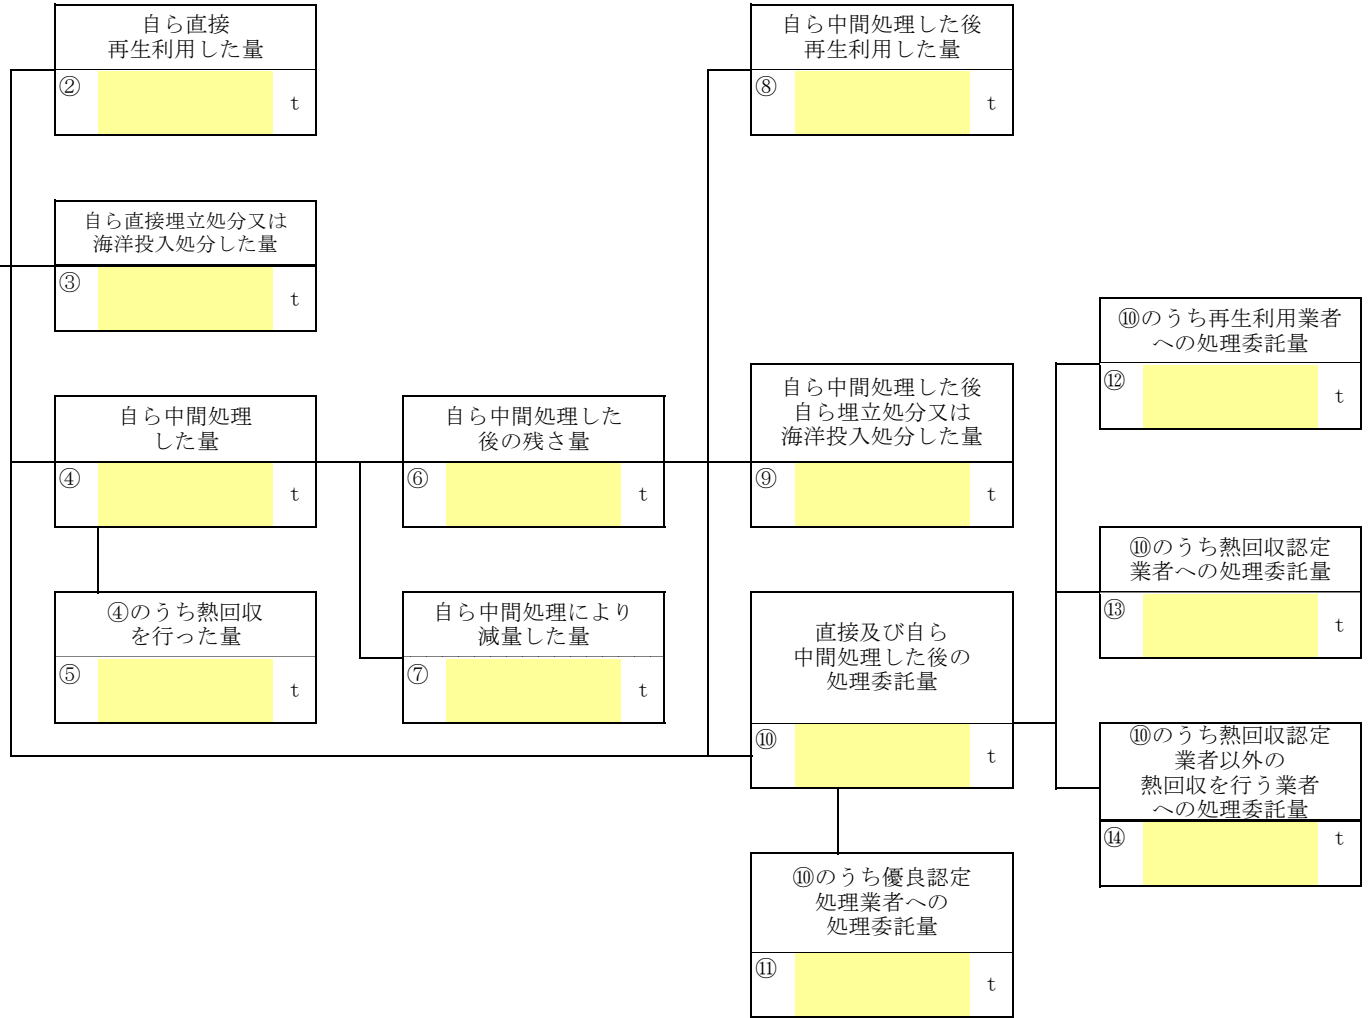 自ら直接
再生利用した量
②
t
自ら中間処理した後
再生利用した量
⑧
t
自ら直接埋立処分又は
海洋投入処分した量
③
t
⑩のうち再生利用業者
への処理委託量
⑫
t
自ら中間処理
した量
④
t
自ら中間処理した
後の残さ量
⑥
t
自ら中間処理した後
自ら埋立処分又は
海洋投入処分した量
⑨
t
⑩のうち熱回収認定
業者への処理委託量
⑬
t
④のうち熱回収
を行った量
⑤
t
自ら中間処理により
減量した量
⑦
t
直接及び自ら
中間処理した後の
処理委託量
⑩
t
⑩のうち熱回収認定
業者以外の
熱回収を行う業者
への処理委託量
⑭
t
⑩のうち優良認定
処理業者への
処理委託量
⑪
t